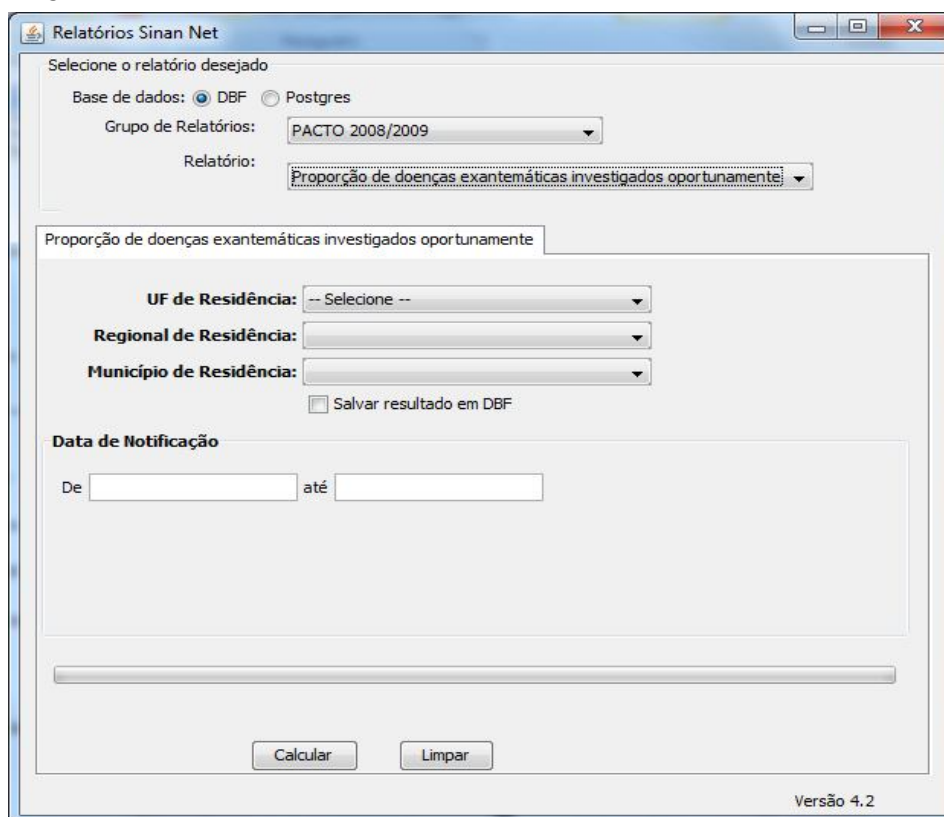 Relatórios Sinan Net
Selecione o relatório desejado
Base de dados: DBF Postgres
Grupo de Relatórios: PACTO 2008/2009
Relatório: Proporção de doenças exantemáticas investigados oportunamente
Proporção de doenças exantemáticas investigados oportunamente
UF de Residência: -- Selecione --
Regional de Residência:
Município de Residência:
Salvar resultado em DBF
Data de Notificação
De até
Calcular Limpar
Versão 4.2